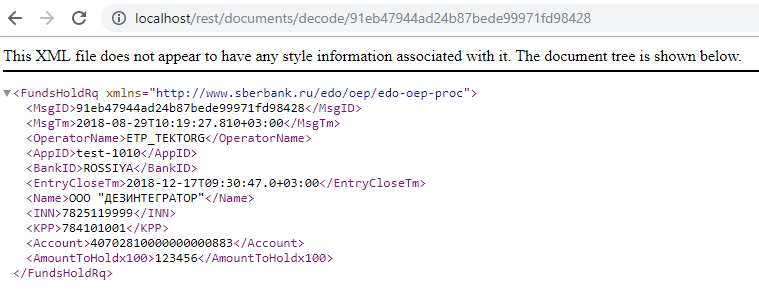 localhost/rest/documents/decode/91eb47944ad24b87bede99971fd98428
This XML file does not appear to have any style information associated with it. The document tree is shown below.
<FundsHoldRq xmlns="http://www.sberbank.ru/edo/oep/edo-oep-proc">
<MsgID>91eb47944ad24b87bede99971fd98428</MsgID>
<MsgTm>2018-08-29T10:19:27.810+03:00</MsgTm>
<OperatorName>ETP_TEKTORG</OperatorName>
<AppID>test-1010</AppID>
<BankID>ROSSIYA</BankID>
<EntryCloseTm>2018-12-17T09:30:47.0+03:00</EntryCloseTm>
<Name>ООО "ДЕЗИНТЕГРАТОР"</Name>
<INN>7825119999</INN>
<KPP>784101001</KPP>
<Account>40702810000000000883</Account>
<AmountToHoldx100>123456</AmountToHoldx100>
</FundsHoldRq>